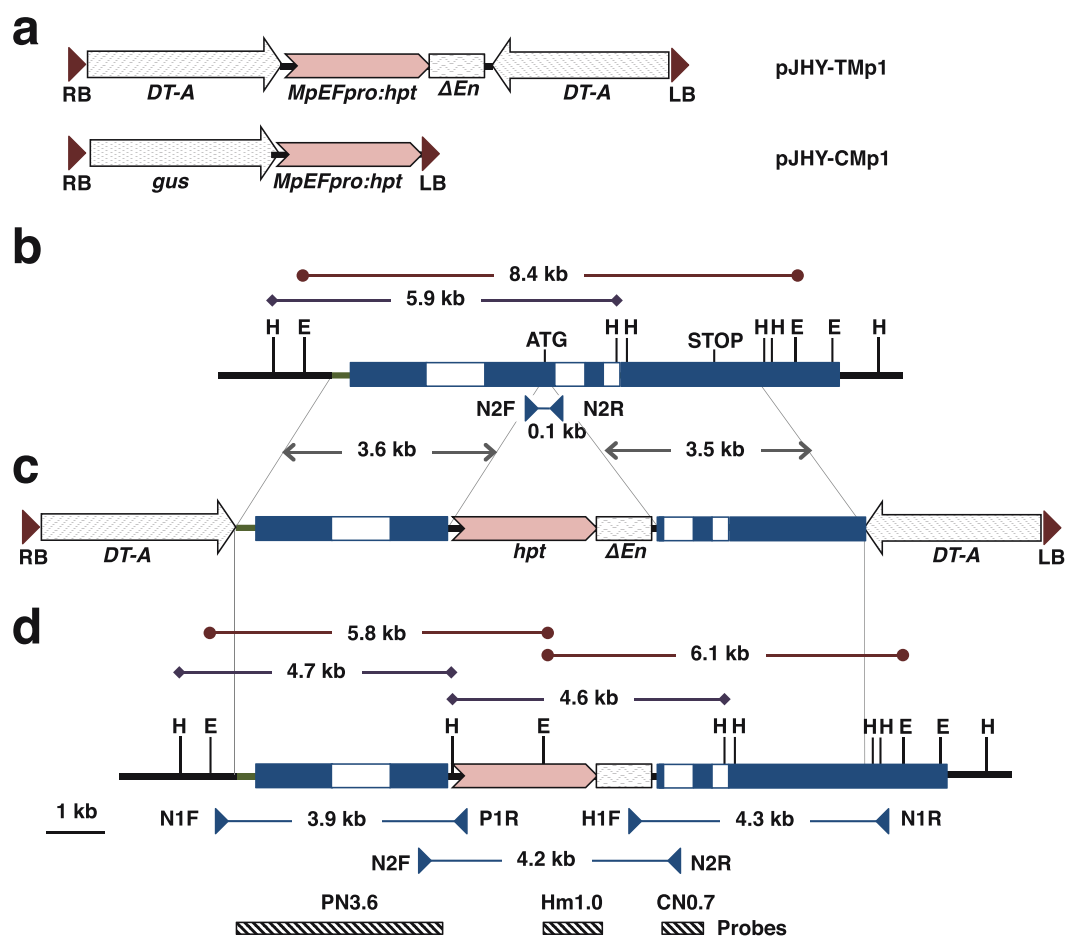 a
RB DT-A MpEFpro:hpt ΔEn DT-A LB pJHY-TMp1
RB gus MpEFpro:hpt LB pJHY-CMp1
b
8.4 kb
5.9 kb
H E ATG H H STOP H H E E H
N2F N2R
0.1 kb
3.6 kb 3.5 kb
c
RB DT-A hpt ΔEn DT-A LB
d
5.8 kb
6.1 kb
4.7 kb
4.6 kb
H E H E H H H H E E H
1 kb N1F 3.9 kb P1R H1F 4.3 kb N1R
N2F 4.2 kb N2R
PN3.6 Hm1.0 CN0.7
Probes